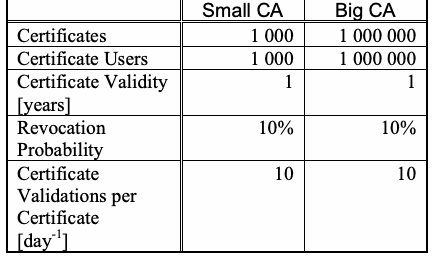 Small CA Big CA
Certificates 1 000 1 000 000
Certificate Users 1 000 1 000 000
Certificate Validity 1 1
[years]
Revocation 10% 10%
Probability
Certificate 10 10
Validations per
Certificate
[day⁻¹]